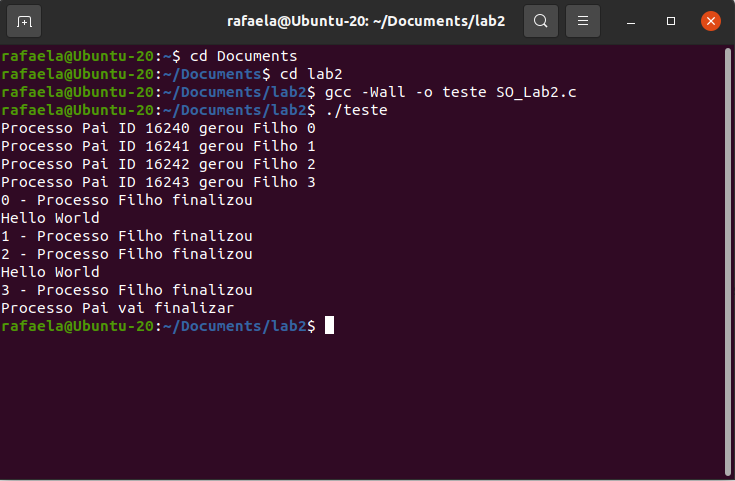 rafaela@Ubuntu-20: ~/Documents/lab2
rafaela@Ubuntu-20:~$ cd Documents
rafaela@Ubuntu-20:~/Documents$ cd lab2
rafaela@Ubuntu-20:~/Documents/lab2$ gcc -Wall -o teste SO_Lab2.c
rafaela@Ubuntu-20:~/Documents/lab2$ ./teste
Processo Pai ID 16240 gerou Filho 0
Processo Pai ID 16241 gerou Filho 1
Processo Pai ID 16242 gerou Filho 2
Processo Pai ID 16243 gerou Filho 3
0 - Processo Filho finalizou
Hello World
1 - Processo Filho finalizou
2 - Processo Filho finalizou
Hello World
3 - Processo Filho finalizou
Processo Pai vai finalizar
rafaela@Ubuntu-20:~/Documents/lab2$